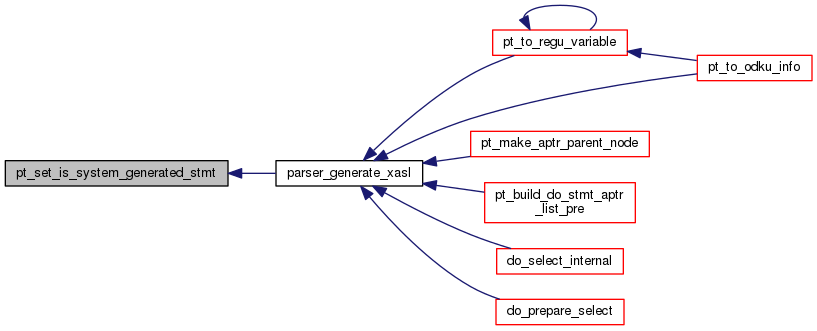 pt_to_regu_variable
pt_to_odku_info
pt_make_aptr_parent_node
pt_set_is_system_generated_stmt
parser_generate_xasl
pt_build_do_stmt_aptr
_list_pre
do_select_internal
do_prepare_select